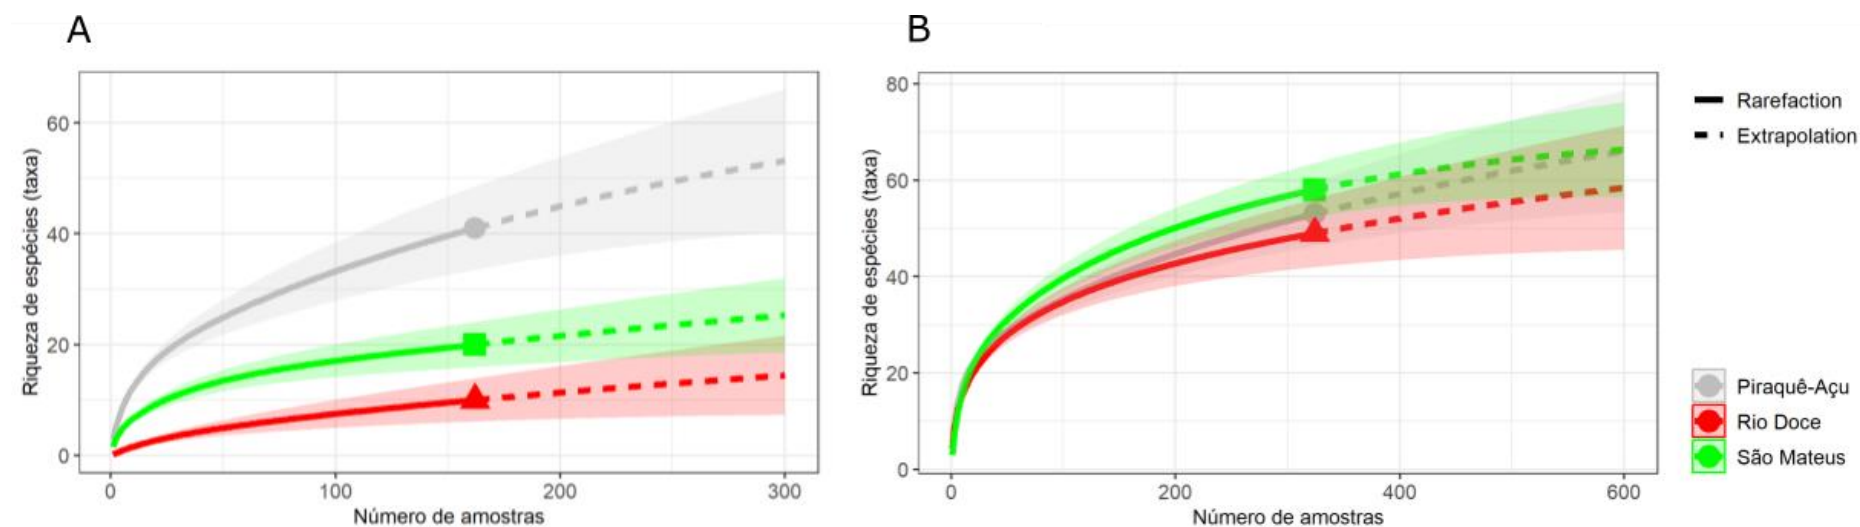 A
Riqueza de espécies (taxa)
60
40
20
0
0 100 200 300
Número de amostras
B
Riqueza de espécies (taxa)
80
60
40
20
0
0 200 400 600
Número de amostras
Rarefaction
Extrapolation
Piraquê-Açu
Rio Doce
São Mateus